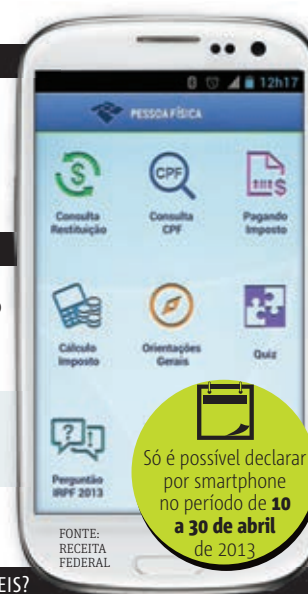 12h17
PESSOA FÍSICA
Consulta
Restituição
Consulta
CPF
Pagando
Imposto
Cálculo
Imposto
Orientações
Gerais
Quiz
Perguntão
IRPF 2013
Só é possível declarar
por smartphone
no período de 10
a 30 de abril
de 2013
FONTE:
RECEITA
FEDERAL
EIS?